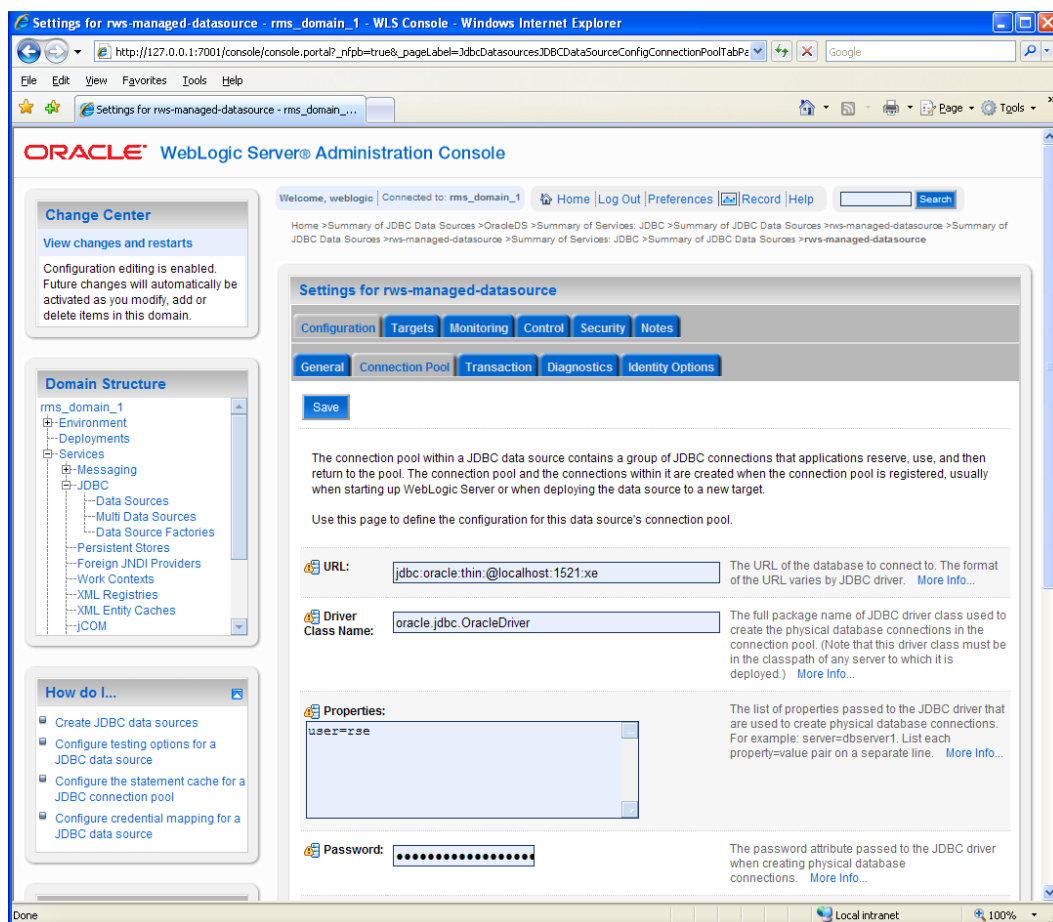 Settings for rws-managed-datasource - rms_domain_1 - WLS Console - Windows Internet Explorer
http://127.0.0.1:7001/console/console.portal?_nfpb=true&_pageLabel=JdbcDatasourcesJDBCDataSourceConfigConnectionPoolTabPa
Google
File Edit View Favorites Tools Help
Settings for rws-managed-datasource - rms_domain_...
Page Tools
ORACLE WebLogic Server® Administration Console
Change Center
View changes and restarts
Configuration editing is enabled.
Future changes will automatically be
activated as you modify, add or
delete items in this domain.
Domain Structure
rms_domain_1
Environment
Deployments
Services
Messaging
JDBC
Data Sources
Multi Data Sources
Data Source Factories
Persistent Stores
Foreign JNDI Providers
Work Contexts
XML Registries
XML Entity Caches
jCOM
How do I...
Create JDBC data sources
Configure testing options for a
JDBC data source
Configure the statement cache for a
JDBC connection pool
Configure credential mapping for a
JDBC data source
Welcome, weblogic Connected to: rms_domain_1 Home Log Out Preferences Record Help Search
Home >Summary of JDBC Data Sources >OracleDS >Summary of Services: JDBC >Summary of JDBC Data Sources >rws-managed-datasource >Summary of
JDBC Data Sources >rws-managed-datasource >Summary of Services: JDBC >Summary of JDBC Data Sources >rws-managed-datasource
Settings for rws-managed-datasource
Configuration Targets Monitoring Control Security Notes
General Connection Pool Transaction Diagnostics Identity Options
Save
The connection pool within a JDBC data source contains a group of JDBC connections that applications reserve, use, and then
return to the pool. The connection pool and the connections within it are created when the connection pool is registered, usually
when starting up WebLogic Server or when deploying the data source to a new target.
Use this page to define the configuration for this data source's connection pool.
URL:
jdbc:oracle:thin:@localhost:1521:xe
The URL of the database to connect to. The format
of the URL varies by JDBC driver. More Info...
Driver
Class Name:
oracle.jdbc.OracleDriver
The full package name of JDBC driver class used to
create the physical database connections in the
connection pool. (Note that this driver class must be
in the classpath of any server to which it is
deployed.) More Info...
Properties:
user=rse
The list of properties passed to the JDBC driver that
are used to create physical database connections.
For example: server=dbserver1. List each
property=value pair on a separate line. More Info...
Password:
The password attribute passed to the JDBC driver
when creating physical database
connections. More Info...
Done
Local intranet
100%